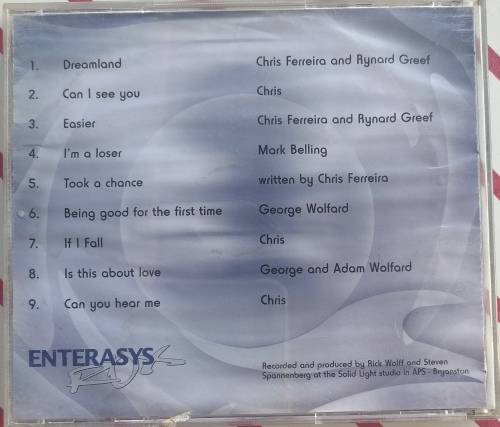 1. Dreamland Chris Ferreira and Rynard Greef
2. Can I see you Chris
3. Easier Chris Ferreira and Rynard Greef
4. I'm a loser Mark Belling
5. Took a chance written by Chris Ferreira
6. Being good for the first time George Wolfard
7. If I Fall Chris
8. Is this about love George and Adam Wolfard
9. Can you hear me Chris
ENTERASYS
Recorded and produced by Rick Wolff and Steven
Spannenberg at the Solid Light studio in APS - Bryanston